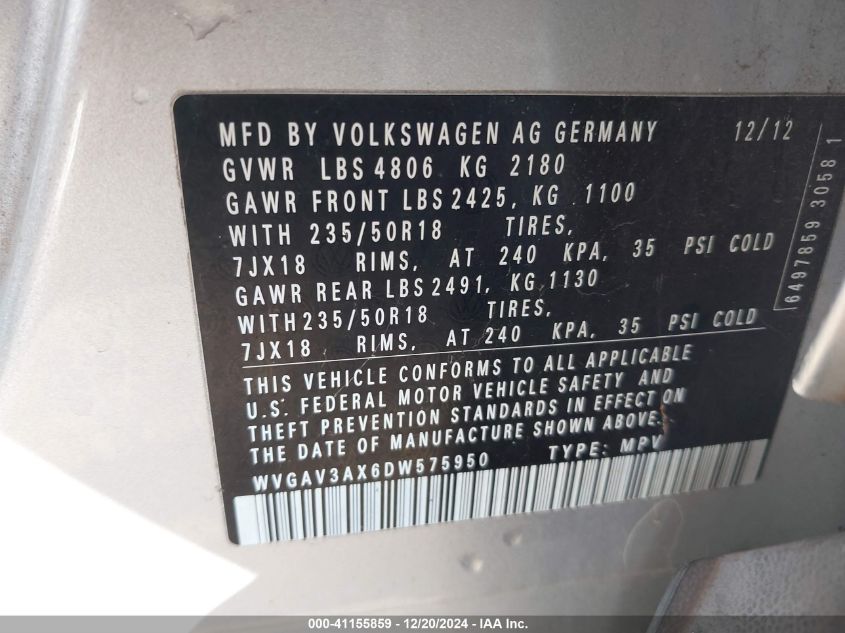 MFD BY VOLKSWAGEN AG GERMANY 12/12
GVWR LBS 4806 KG 2180
GAWR FRONT LBS 2425, KG 1100
WITH 235/50R18 TIRES,
7JX18 RIMS, AT 240 KPA, 35 PSI COLD
GAWR REAR LBS 2491, KG 1130
WITH 235/50R18 TIRES,
7JX18 RIMS, AT 240 KPA, 35 PSI COLD
THIS VEHICLE CONFORMS TO ALL APPLICABLE
U.S. FEDERAL MOTOR VEHICLE SAFETY AND
THEFT PREVENTION STANDARDS IN EFFECT ON
THE DATE OF MANUFACTURE SHOWN ABOVE.
WVGAV3AX6DW575950 TYPE: MPV
6497859 30581
000-41155859 - 12/20/2024 - IAA Inc.